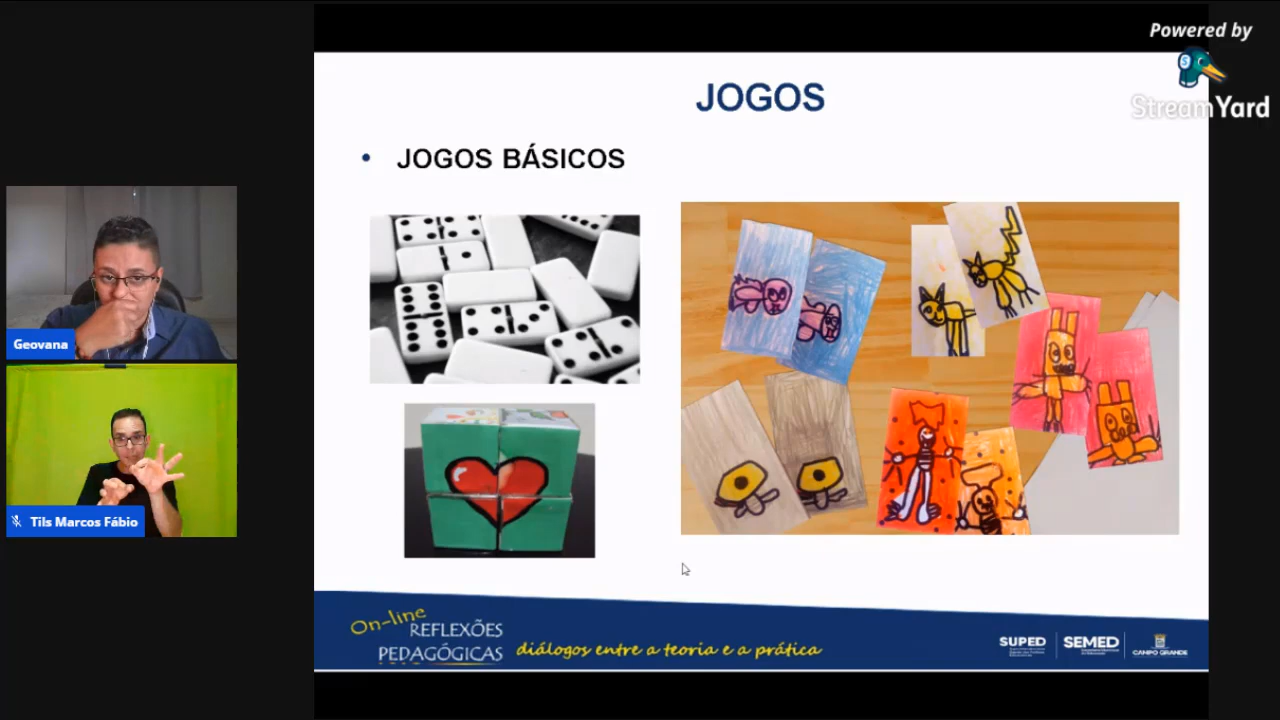 Powered by
StreamYard
JOGOS
• JOGOS BÁSICOS
Geovana
Tils Marcos Fábio
On-line
REFLEXÕES
PEDAGÓGICAS
diálogos entre a teoria e a prática
SUPED
SEMED
CAMPO GRANDE